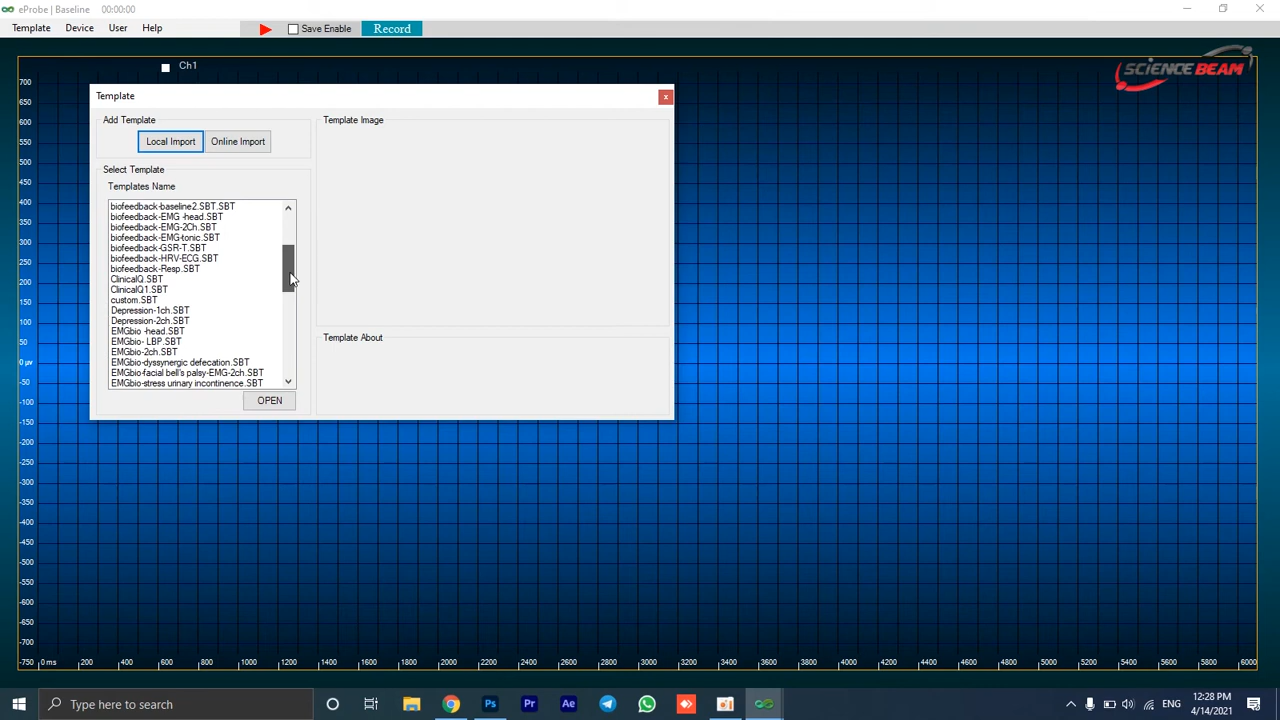 eProbe | Baseline 00:00:00
Template Device User Help Save Enable Record
Ch1
SCIENCE BEAM
Template
Add Template
Local Import Online Import
Select Template
Templates Name
biofeedback-baseline2.SBT.SBT
biofeedback-EMG -head.SBT
biofeedback-EMG-2Ch.SBT
biofeedback-EMG-tonic.SBT
biofeedback-GSR-T.SBT
biofeedback-HRV-ECG.SBT
biofeedback-Resp.SBT
ClinicalQ.SBT
ClinicalQ1.SBT
custom.SBT
Depression-1ch.SBT
Depression-2ch.SBT
EMGbio -head.SBT
EMGbio- LBP.SBT
EMGbio-2ch.SBT
EMGbio-dyssynergic defecation.SBT
EMGbio-facial bell's palsy-EMG-2ch.SBT
EMGbio-stress urinary incontinence.SBT
OPEN
Template Image
Template About
700
650
600
550
500
450
400
350
300
250
200
150
100
50
0 µv
-50
-100
-150
-200
-250
-300
-350
-400
-450
-500
-550
-600
-650
-700
-750 0 ms 200 400 600 800 1000 1200 1400 1600 1800 2000 2200 2400 2600 2800 3000 3200 3400 3600 3800 4000 4200 4400 4600 4800 5000 5200 5400 5600 5800 6000
Type here to search
Ps Pr Ae
ENG
12:28 PM
4/14/2021